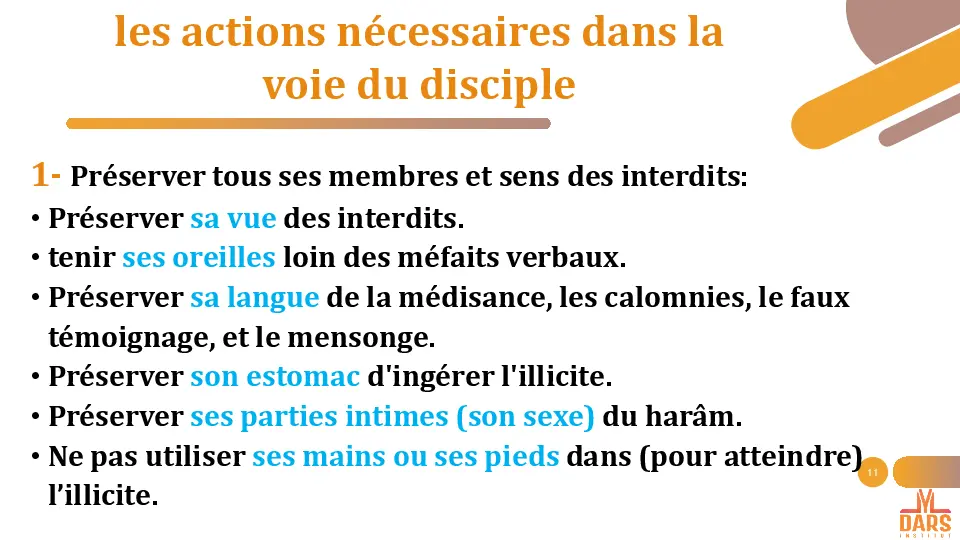 les actions nécessaires dans la
voie du disciple
1- Préserver tous ses membres et sens des interdits:
• Préserver sa vue des interdits.
• tenir ses oreilles loin des méfaits verbaux.
• Préserver sa langue de la médisance, les calomnies, le faux
témoignage, et le mensonge.
• Préserver son estomac d'ingérer l'illicite.
• Préserver ses parties intimes (son sexe) du harâm.
• Ne pas utiliser ses mains ou ses pieds dans (pour atteindre)
l’illicite.
11
DARS
INSTITUT